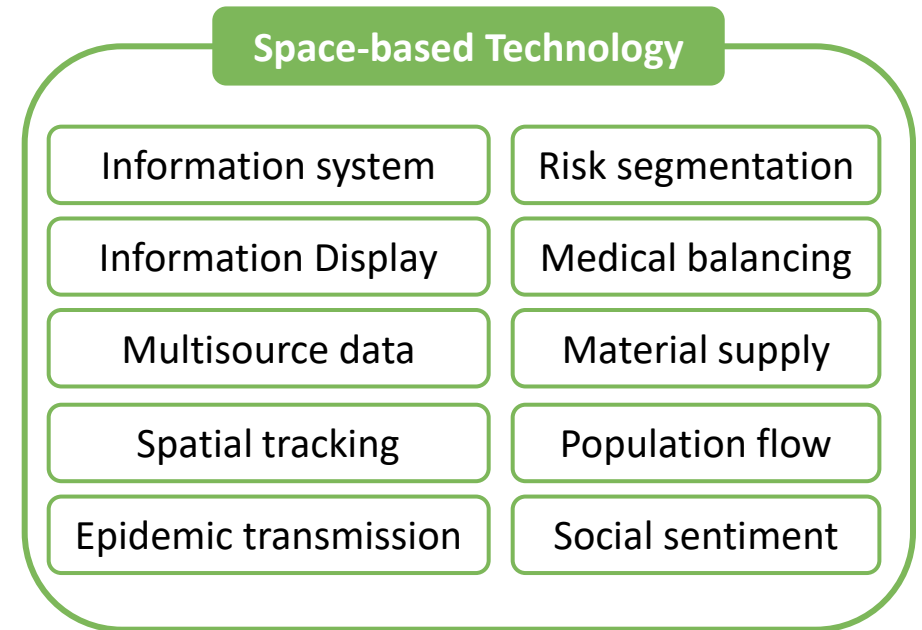 Space-based Technology
Information system
Risk segmentation
Information Display
Medical balancing
Multisource data
Material supply
Spatial tracking
Population flow
Epidemic transmission
Social sentiment